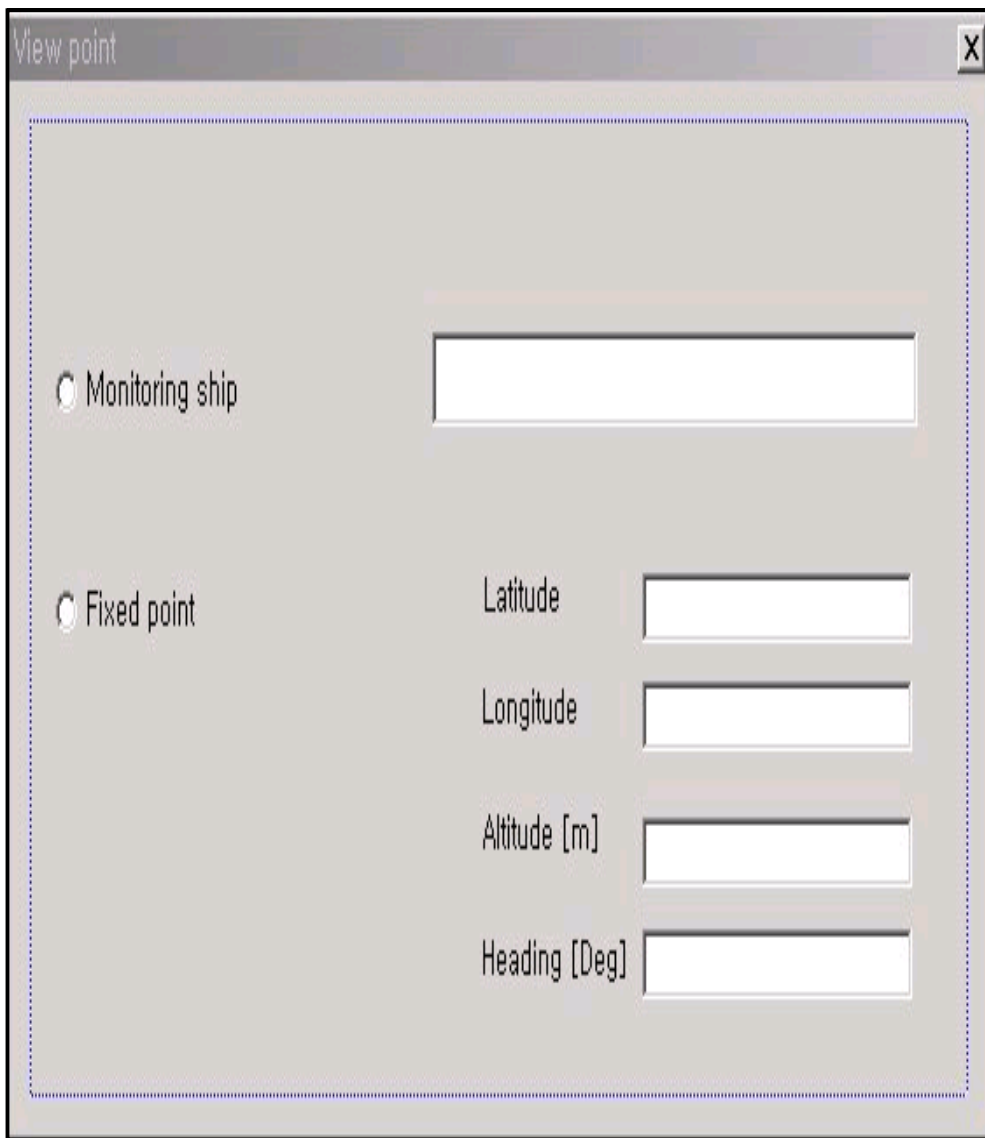 View point
X
Monitoring ship
Fixed point
Latitude
Longitude
Altitude [m]
Heading [Deg]